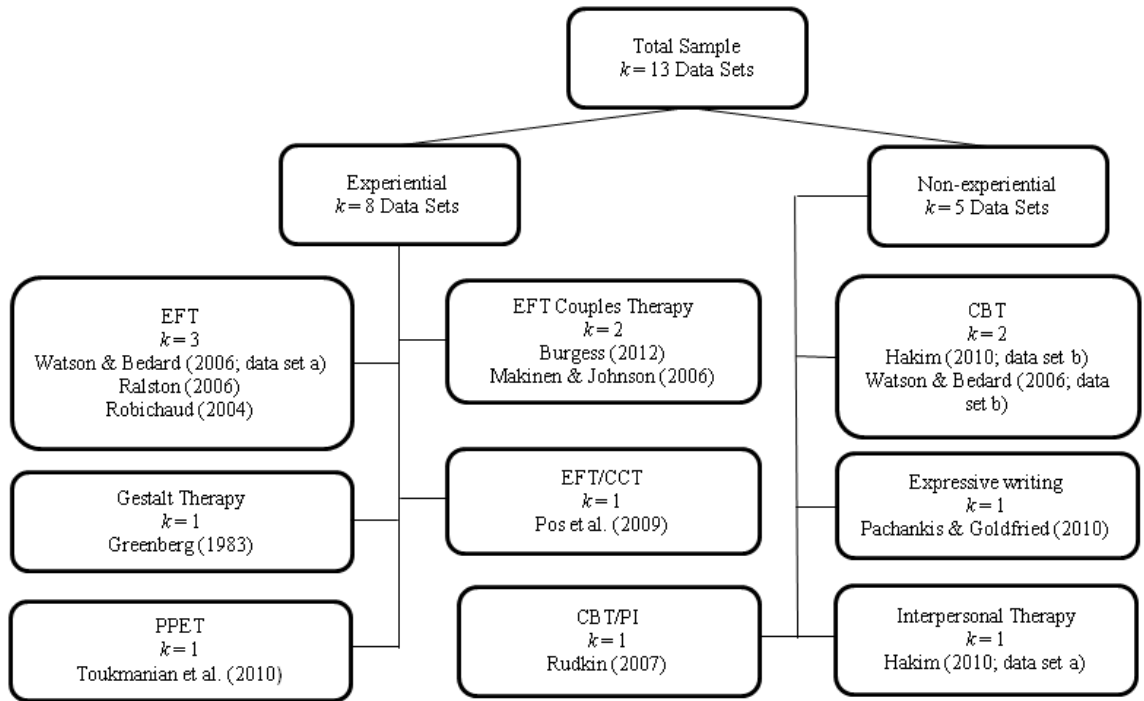 Total Sample
k = 13 Data Sets
Experiential
k = 8 Data Sets
Non-experiential
k = 5 Data Sets
EFT
k = 3
Watson & Bedard (2006; data set a)
Ralston (2006)
Robichaud (2004)
EFT Couples Therapy
k = 2
Burgess (2012)
Makinen & Johnson (2006)
CBT
k = 2
Hakim (2010; data set b)
Watson & Bedard (2006; data
set b)
Gestalt Therapy
k = 1
Greenberg (1983)
EFT/CCT
k = 1
Pos et al. (2009)
Expressive writing
k = 1
Pachankis & Goldfried (2010)
PPET
k = 1
Toukmanian et al. (2010)
CBT/PI
k = 1
Rudkin (2007)
Interpersonal Therapy
k = 1
Hakim (2010; data set a)